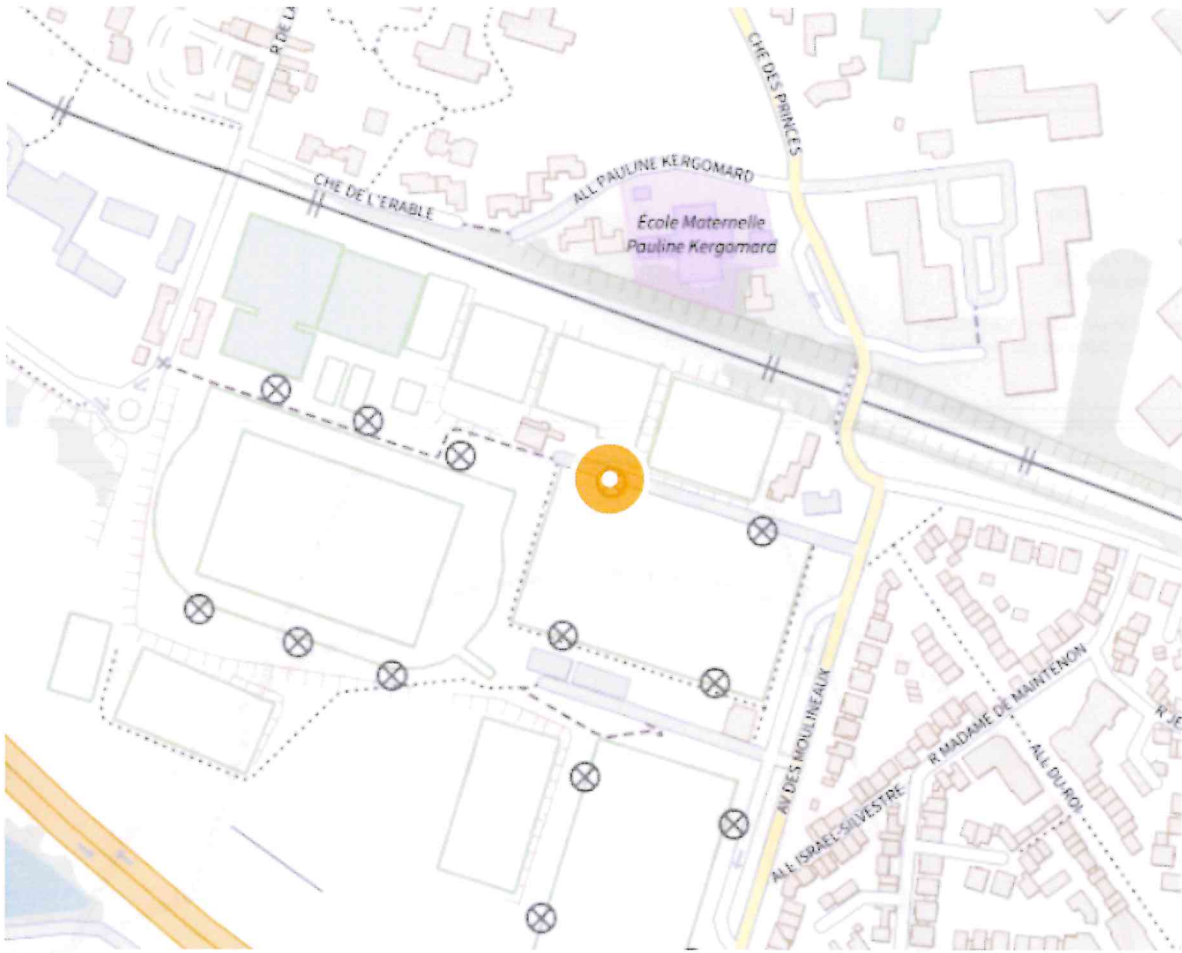 R DE LA
CHE DES PRINCES
ALL PAULINE KERGOMARD
CHE DE L'ERABLE
École Maternelle
Pauline Kergomard
AV DES MOULINEAUX
R MADAME DE MAINTENON
ALL ISRAEL-SILVESTRE
ALL DU-ROI
R JE